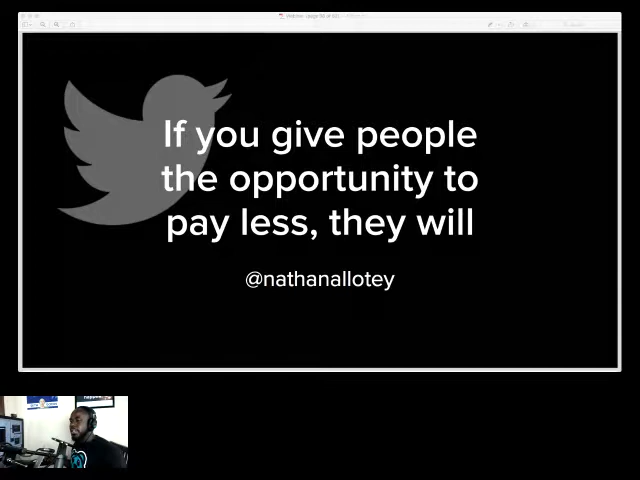 If you give people
the opportunity to
pay less, they will
@nathanallotey